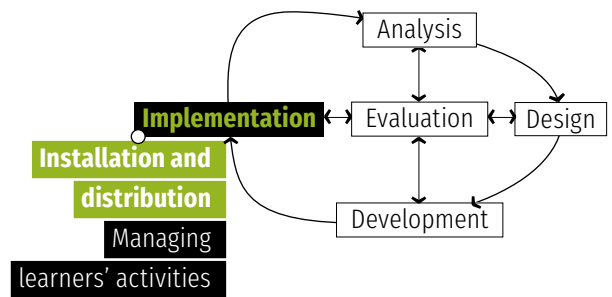 Analysis
Implementation
Evaluation
Design
Installation and
distribution
Development
Managing
learners’ activities